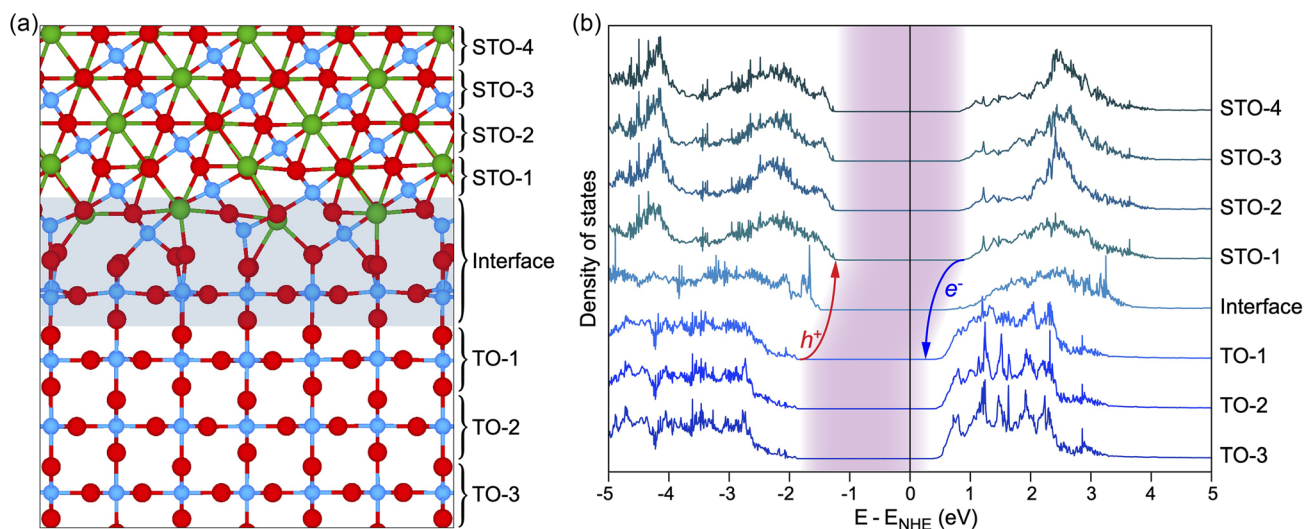 (a)
STO-4
STO-3
STO-2
STO-1
Interface
TO-1
TO-2
TO-3
(b)
Density of states
STO-4
STO-3
STO-2
STO-1
Interface
TO-1
TO-2
TO-3
h+
e-
-5 -4 -3 -2 -1 0 1 2 3 4 5
E - ENHE (eV)